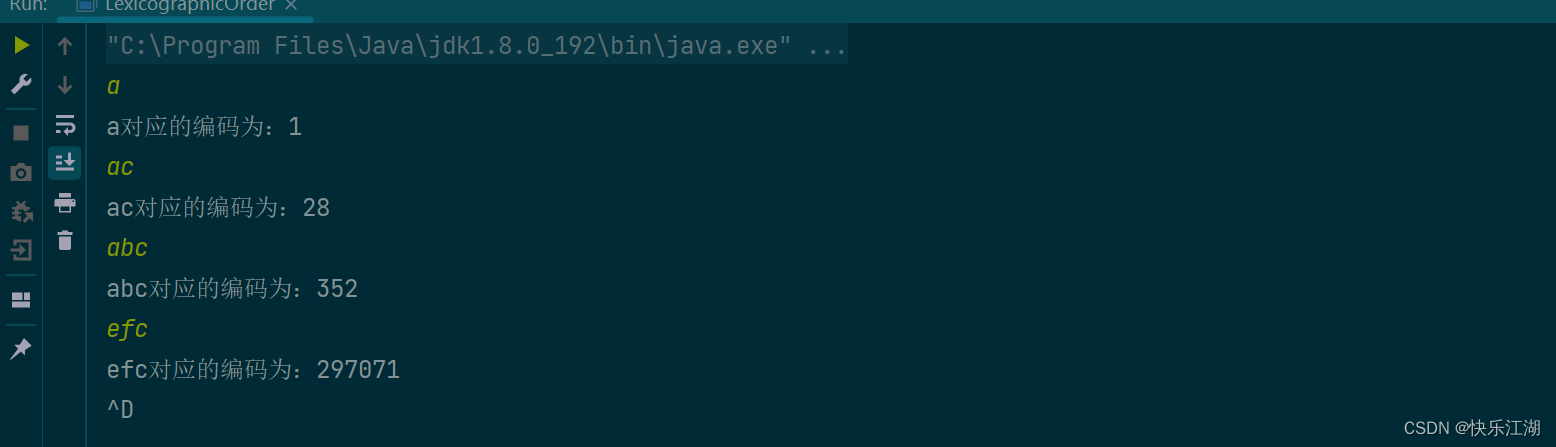 Run: LexicographicOrder ×
"C:\Program Files\Java\jdk1.8.0_192\bin\java.exe" ...
a
a对应的编码为：1
ac
ac对应的编码为：28
abc
abc对应的编码为：352
efc
efc对应的编码为：297071
^D
CSDN @快乐江湖